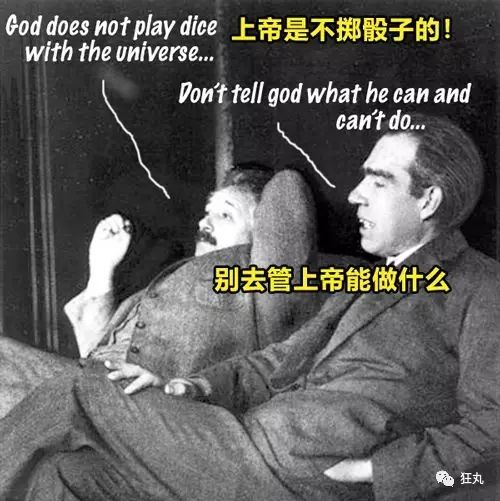 God does not play dice
with the universe...
上帝是不掷骰子的！
Don't tell god what he can and
can't do...
别去管上帝能做什么
狂丸